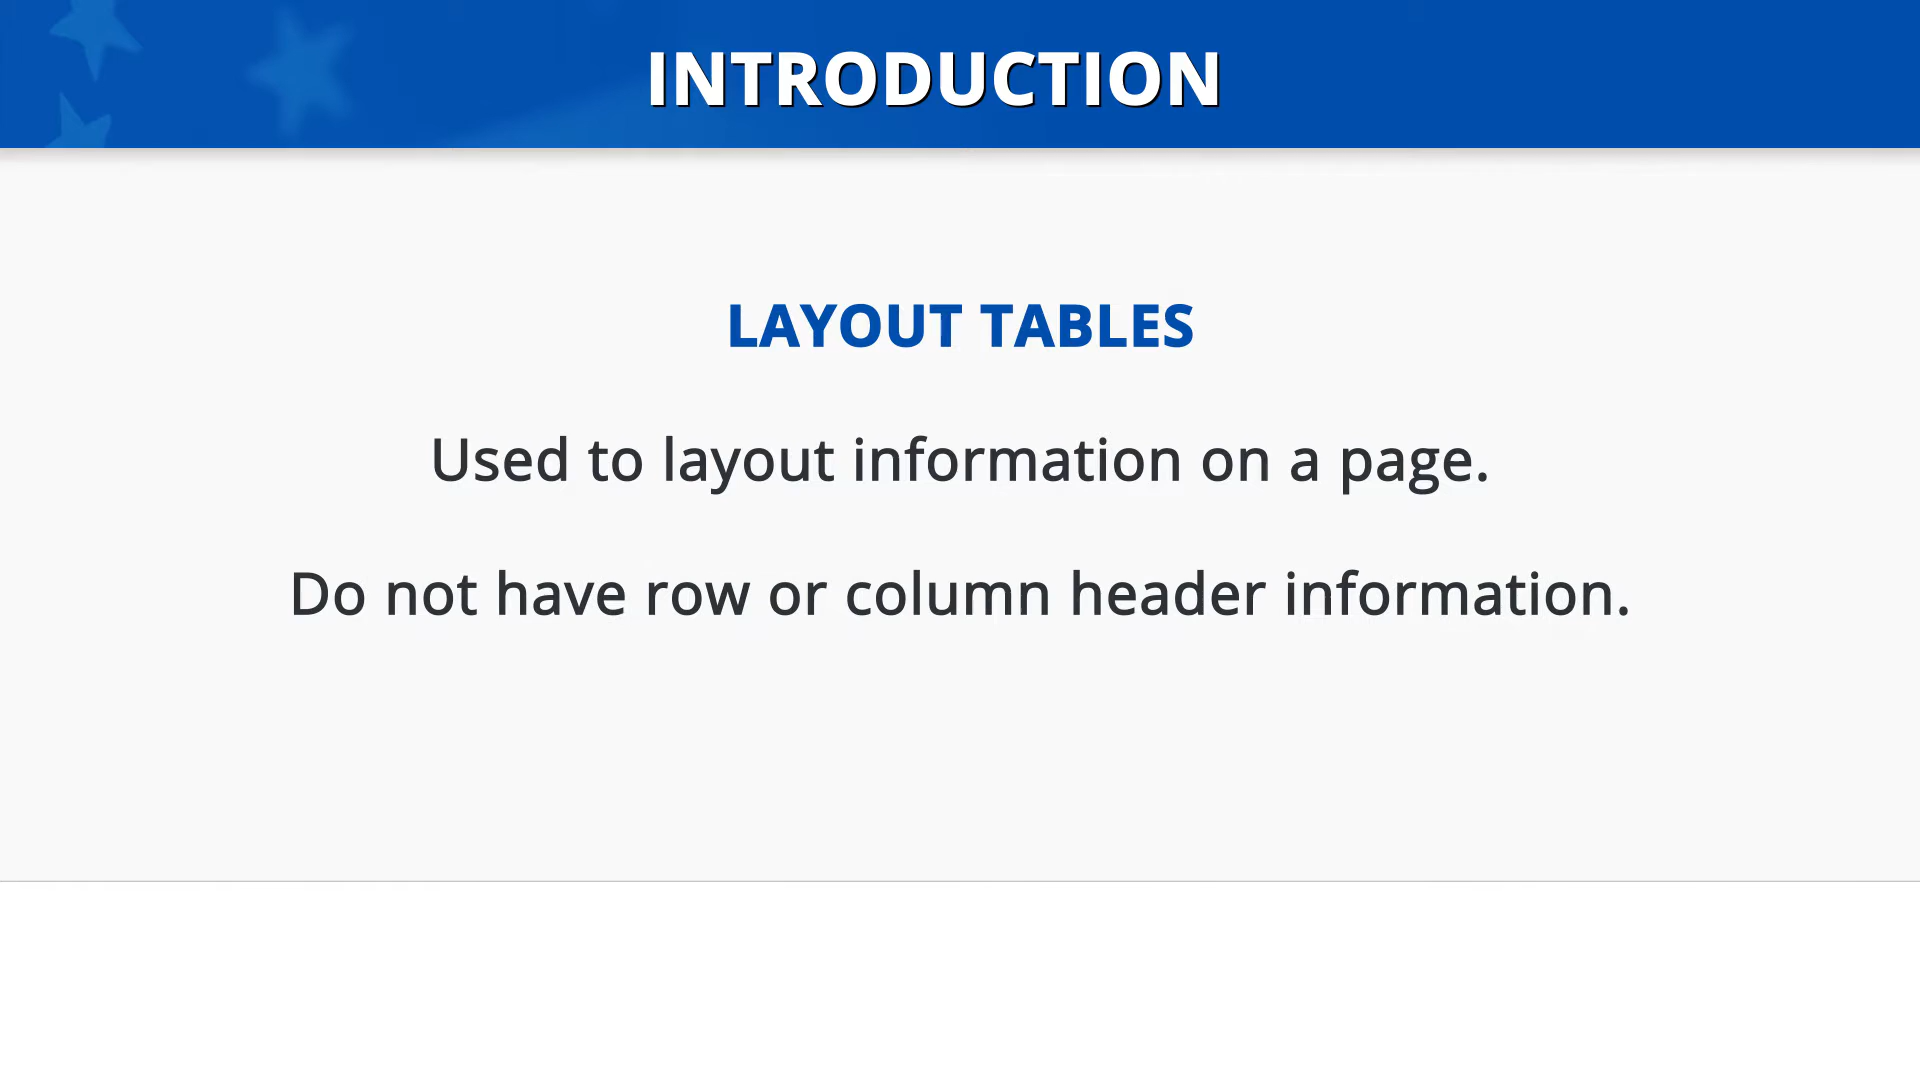 INTRODUCTION
LAYOUT TABLES
Used to layout information on a page.
Do not have row or column header information.